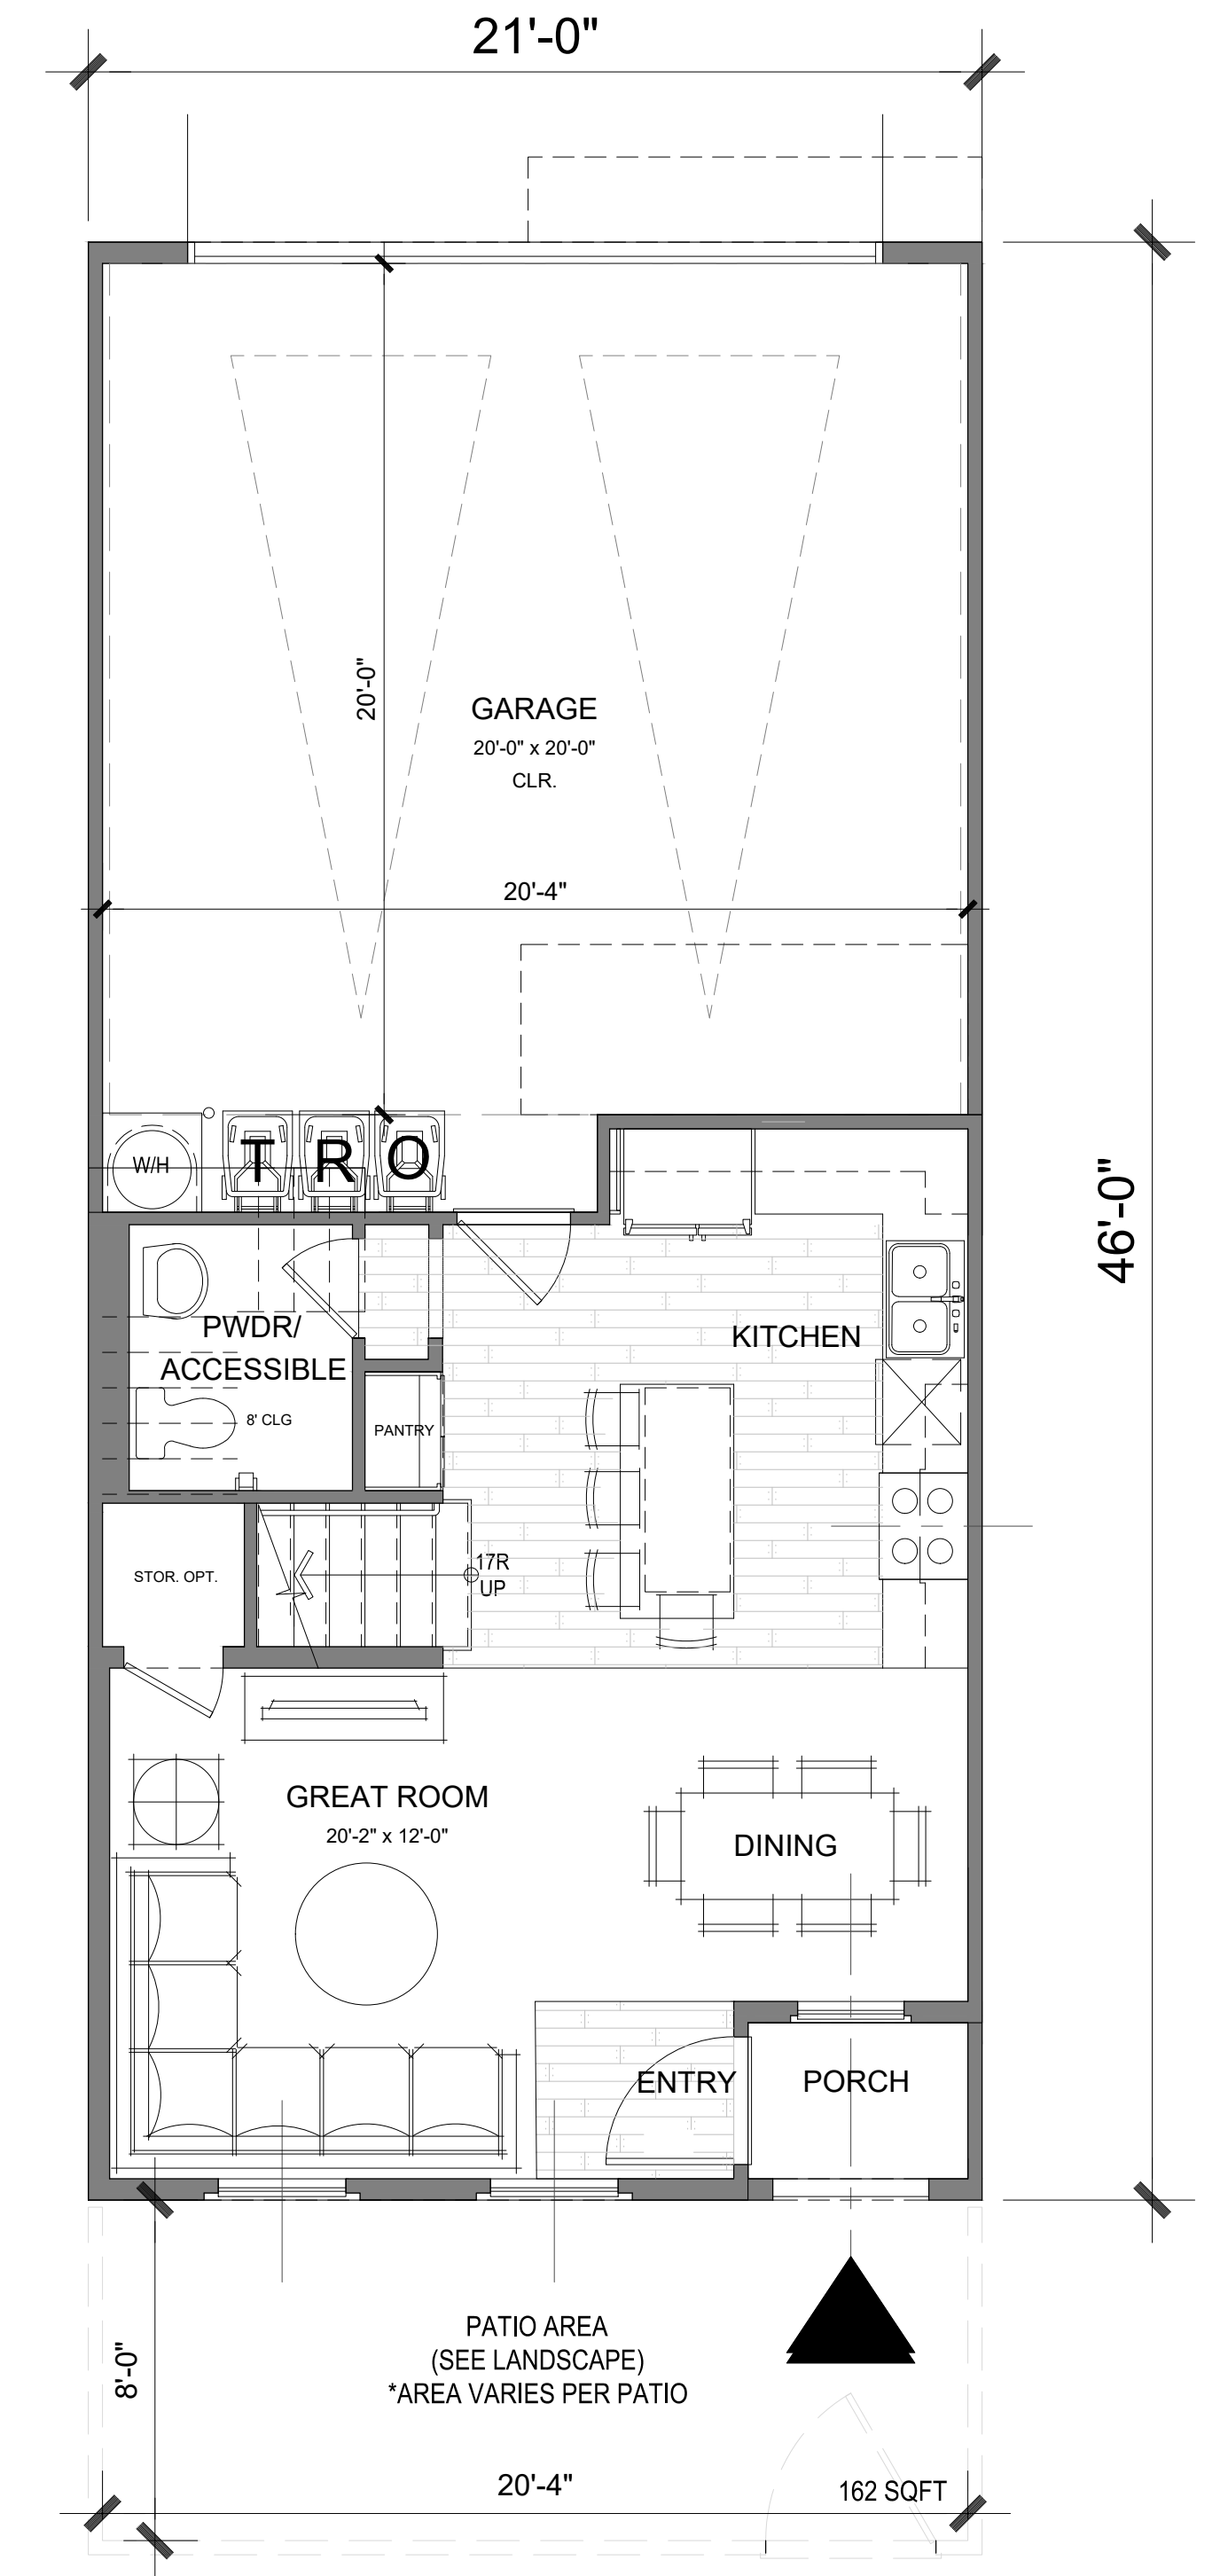 21'-0"
20'-0"
GARAGE
20'-0" x 20'-0"
CLR.
20'-4"
W/H
T R O
46'-0"
PWDR/
ACCESSIBLE
8' CLG
KITCHEN
PANTRY
STOR. OPT.
17R
UP
GREAT ROOM
20'-2" x 12'-0"
DINING
ENTRY
PORCH
PATIO AREA
(SEE LANDSCAPE)
*AREA VARIES PER PATIO
8'-0"
20'-4"
162 SQFT